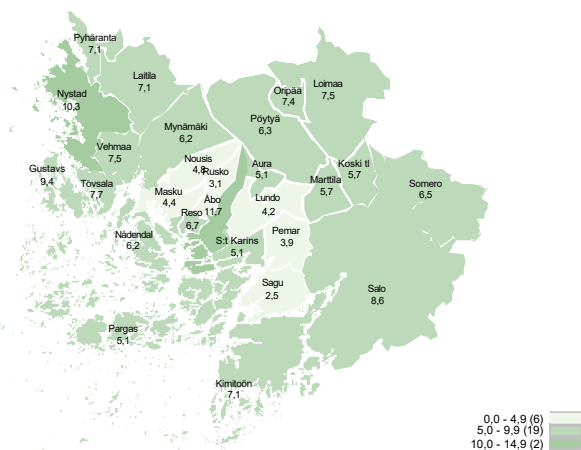 Pyhäranta
7,1
Laitila
7,1
Nystad
10,3
Oripää
7,4
Loimaa
7,5
Mynämäki
6,2
Pöytyä
6,3
Vehmaa
7,5
Gustavs
9,4
Tövsala
7,7
Nousis
4,8
Rusko
3,1
Aura
5,1
Marttila
5,7
Koski tl
5,7
Somero
6,5
Masku
4,4
Åbo
11,7
Lundo
4,2
Reso
6,7
Nådendal
6,2
S:t Karins
5,1
Pemar
3,9
Sagu
2,5
Salo
8,6
Pargas
5,1
Kimitoön
7,1
0,0 - 4,9 (6)
5,0 - 9,9 (19)
10,0 - 14,9 (2)